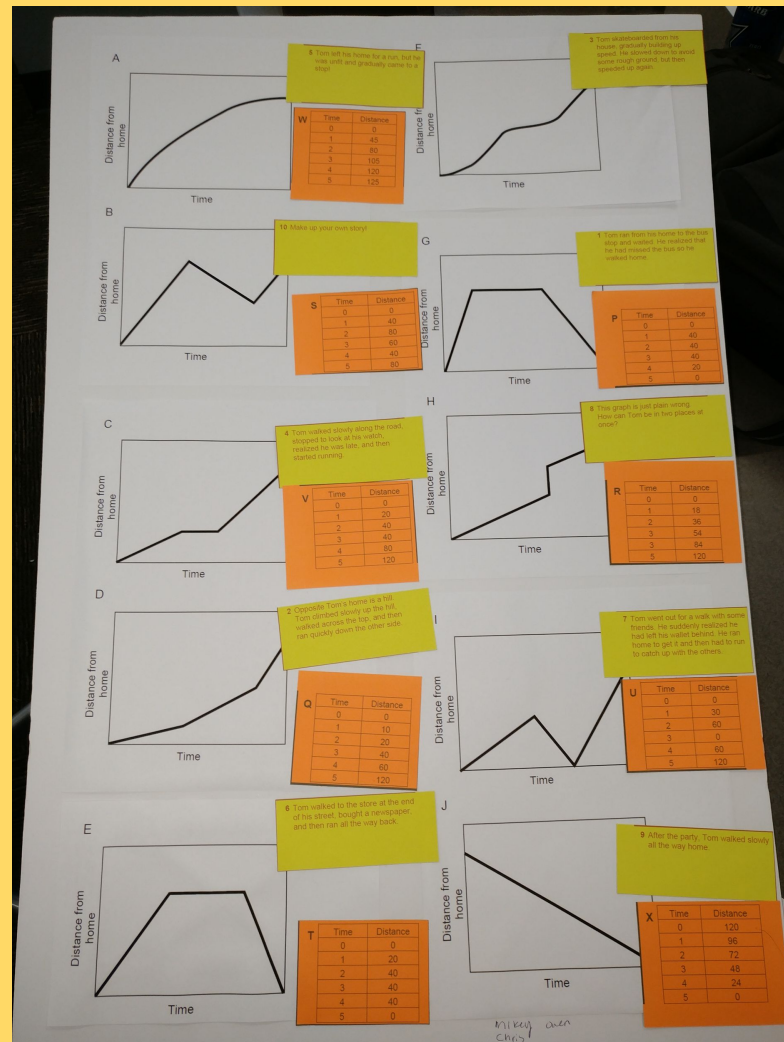 A
Distance from
home
Time
5 Tom left his home for a run, but he
was unfit and gradually came to a
stop!
W
Time Distance
0 0
1 45
2 80
3 105
4 120
5 125
B
Distance from
home
Time
10 Make up your own story!
S
Time Distance
0 0
1 40
2 80
3 60
4 40
5 80
C
Distance from
home
Time
4 Tom walked slowly along the road,
stopped to look at his watch,
realized he was late, and then
started running.
V
Time Distance
0 0
1 20
2 40
3 40
4 80
5 120
D
Distance from
home
Time
2 Opposite Tom's home is a hill.
Tom climbed slowly up the hill,
walked across the top, and then
ran quickly down the other side.
Q
Time Distance
0 0
1 10
2 20
3 40
4 60
5 120
E
Distance from
home
Time
6 Tom walked to the store at the end
of his street, bought a newspaper,
and then ran all the way back.
T
Time Distance
0 0
1 20
2 40
3 40
4 40
5 0
Distance from
home
Time
3 Tom skateboarded from his
house, gradually building up
speed. He slowed down to avoid
some rough ground, but then
speeded up again.
G
Distance from
home
Time
1 Tom ran from his home to the bus
stop and waited. He realized that
he had missed the bus so he
walked home.
P
Time Distance
0 0
1 40
2 40
3 40
4 20
5 0
H
Distance from
home
Time
8 This graph is just plain wrong.
How can Tom be in two places at
once?
R
Time Distance
0 0
1 18
2 36
3 54
3 84
5 120
I
Distance from
home
Time
7 Tom went out for a walk with some
friends. He suddenly realized he
had left his wallet behind. He ran
home to get it and then had to run
to catch up with the others.
U
Time Distance
0 0
1 30
2 60
3 0
4 60
5 120
J
Distance from
home
Time
9 After the party, Tom walked slowly
all the way home.
X
Time Distance
0 120
1 96
2 72
3 48
4 24
5 0
Mikey Owen
Chris